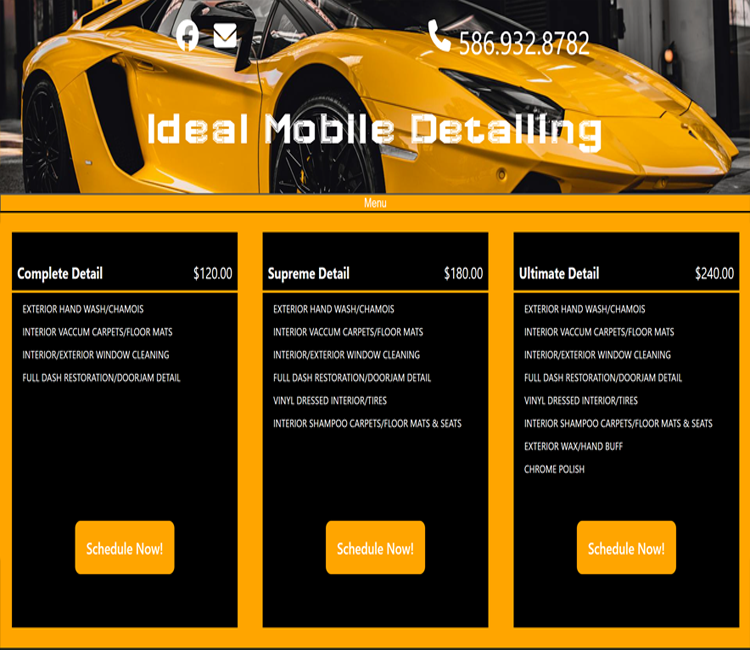 586.932.8782
Ideal Mobile Detailing
Menu
Complete Detail $120.00
EXTERIOR HAND WASH/CHAMOIS
INTERIOR VACCUM CARPETS/FLOOR MATS
INTERIOR/EXTERIOR WINDOW CLEANING
FULL DASH RESTORATION/DOORJAM DETAIL
Schedule Now!
Supreme Detail $180.00
EXTERIOR HAND WASH/CHAMOIS
INTERIOR VACCUM CARPETS/FLOOR MATS
INTERIOR/EXTERIOR WINDOW CLEANING
FULL DASH RESTORATION/DOORJAM DETAIL
VINYL DRESSED INTERIOR/TIRES
INTERIOR SHAMPOO CARPETS/FLOOR MATS & SEATS
Schedule Now!
Ultimate Detail $240.00
EXTERIOR HAND WASH/CHAMOIS
INTERIOR VACCUM CARPETS/FLOOR MATS
INTERIOR/EXTERIOR WINDOW CLEANING
FULL DASH RESTORATION/DOORJAM DETAIL
VINYL DRESSED INTERIOR/TIRES
INTERIOR SHAMPOO CARPETS/FLOOR MATS & SEATS
EXTERIOR WAX/HAND BUFF
CHROME POLISH
Schedule Now!